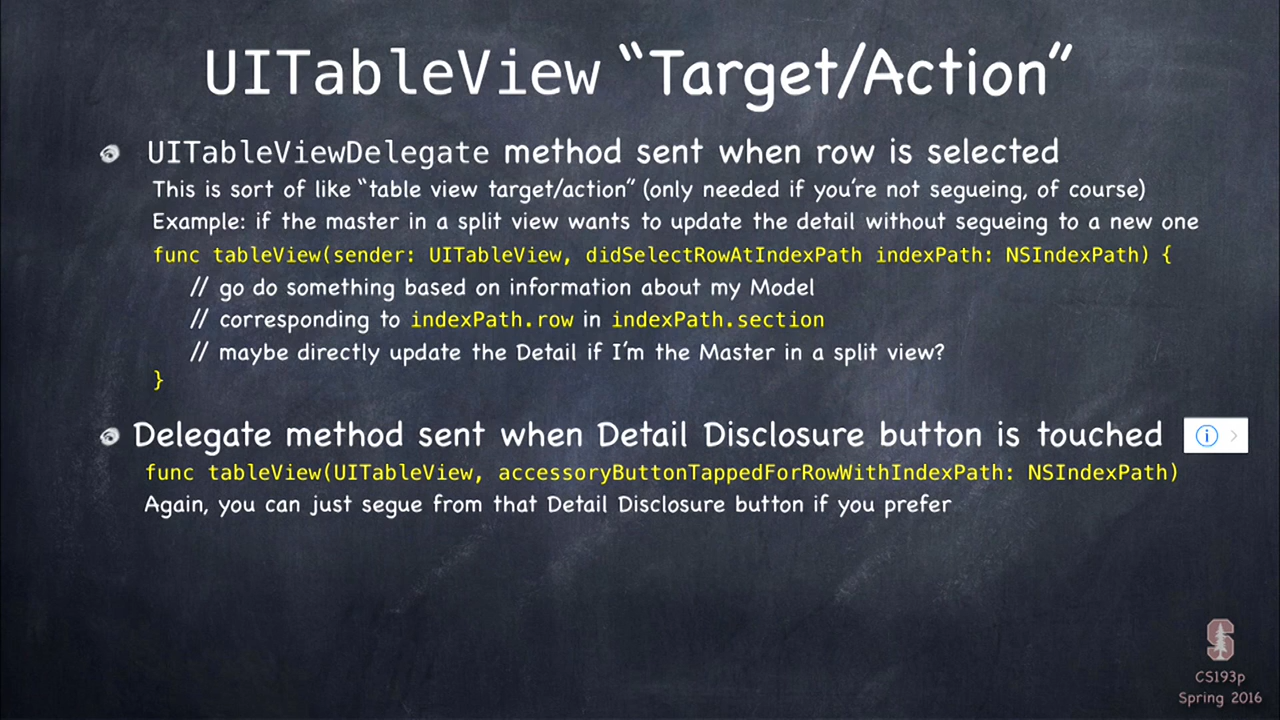 UITableView “Target/Action”
UITableViewDelegate method sent when row is selected
This is sort of like “table view target/action” (only needed if you’re not segueing, of course)
Example: if the master in a split view wants to update the detail without segueing to a new one
func tableView(sender: UITableView, didSelectRowAtIndexPath indexPath: NSIndexPath) {
// go do something based on information about my Model
// corresponding to indexPath.row in indexPath.section
// maybe directly update the Detail if I’m the Master in a split view?
}
Delegate method sent when Detail Disclosure button is touched
func tableView(UITableView, accessoryButtonTappedForRowWithIndexPath: NSIndexPath)
Again, you can just segue from that Detail Disclosure button if you prefer
S
CS193p
Spring 2016